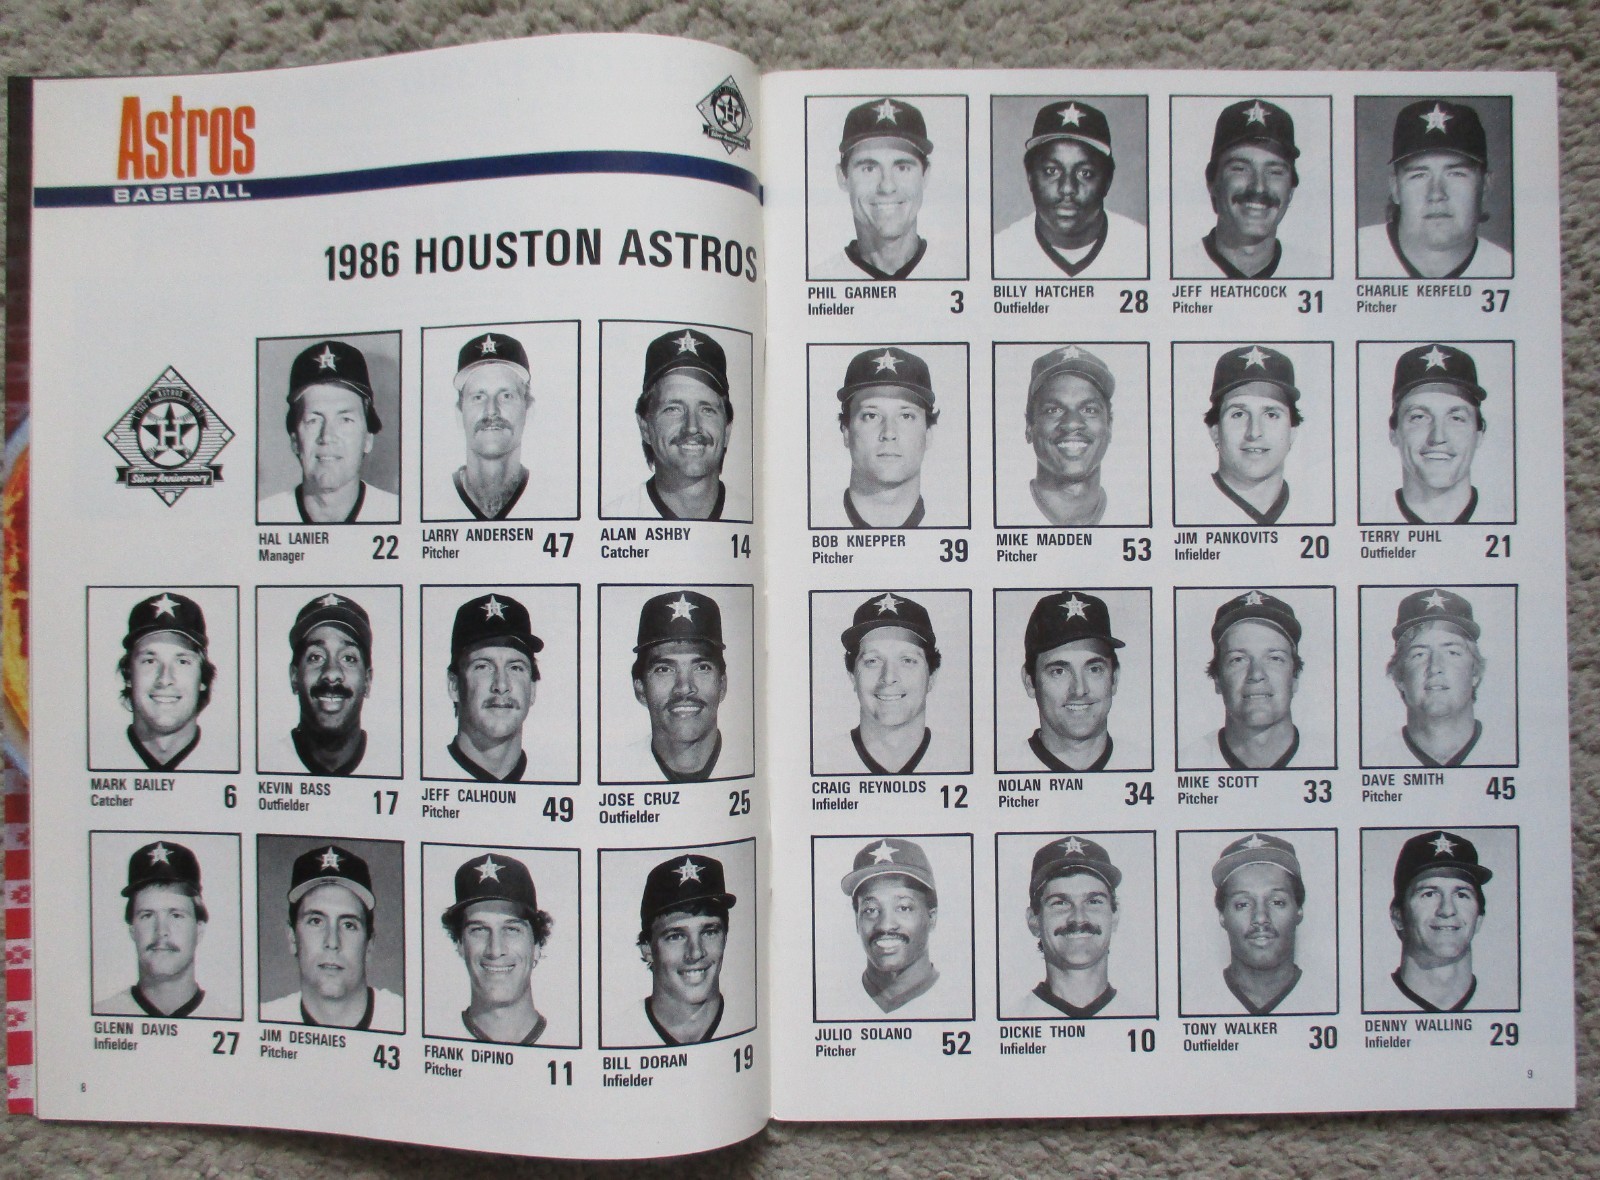 Astros
BASEBALL
1986 HOUSTON ASTROS
ASTROS
H
Silver Anniversary
HAL LANIER
Manager
22
LARRY ANDERSEN
Pitcher
47
ALAN ASHBY
Catcher
14
MARK BAILEY
Catcher
6
KEVIN BASS
Outfielder
17
JEFF CALHOUN
Pitcher
49
JOSE CRUZ
Outfielder
25
GLENN DAVIS
Infielder
27
JIM DESHAIES
Pitcher
43
FRANK DiPINO
Pitcher
11
BILL DORAN
Infielder
19
8
PHIL GARNER
Infielder
3
BILLY HATCHER
Outfielder
28
JEFF HEATHCOCK
Pitcher
31
CHARLIE KERFELD
Pitcher
37
BOB KNEPPER
Pitcher
39
MIKE MADDEN
Pitcher
53
JIM PANKOVITS
Infielder
20
TERRY PUHL
Outfielder
21
CRAIG REYNOLDS
Infielder
12
NOLAN RYAN
Pitcher
34
MIKE SCOTT
Pitcher
33
DAVE SMITH
Pitcher
45
JULIO SOLANO
Pitcher
52
DICKIE THON
Infielder
10
TONY WALKER
Outfielder
30
DENNY WALLING
Infielder
29
9